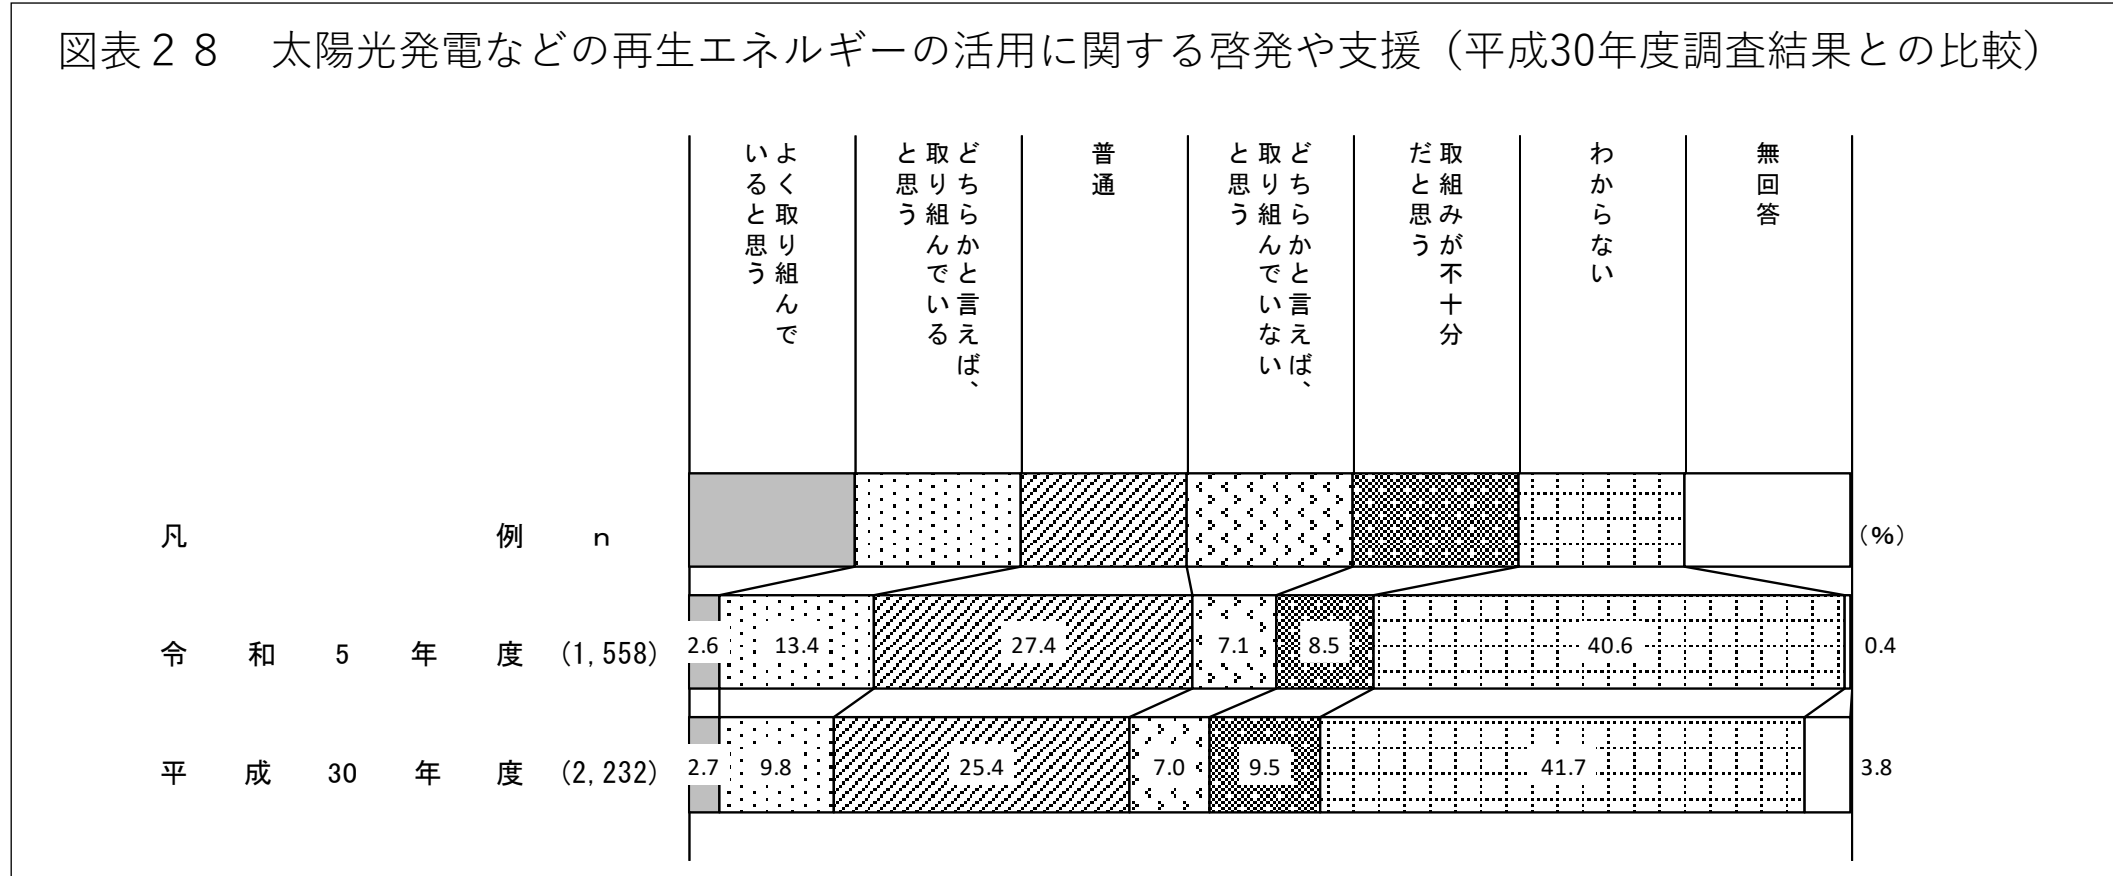 図表２８　太陽光発電などの再生エネルギーの活用に関する啓発や支援（平成30年度調査結果との比較）
よく取り組んで
いると思う
どちらかと言えば、
取り組んでいる
と思う
普通
どちらかと言えば、
取り組んでいない
と思う
取組みが不十分
だと思う
わからない
無回答
凡例 n (%)
令和5年度 (1,558) 2.6 13.4 27.4 7.1 8.5 40.6 0.4
平成30年度 (2,232) 2.7 9.8 25.4 7.0 9.5 41.7 3.8